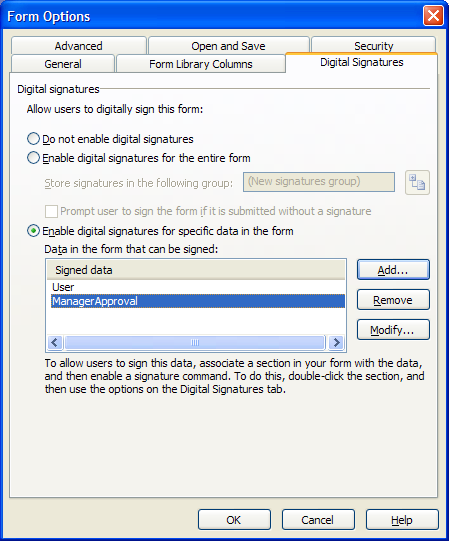 Form Options
Advanced Open and Save Security
General Form Library Columns Digital Signatures
Digital signatures
Allow users to digitally sign this form:
Do not enable digital signatures
Enable digital signatures for the entire form
Store signatures in the following group: (New signatures group)
Prompt user to sign the form if it is submitted without a signature
Enable digital signatures for specific data in the form
Data in the form that can be signed:
Signed data
Add...
User
ManagerApproval
Remove
Modify...
To allow users to sign this data, associate a section in your form with the data,
and then enable a signature command. To do this, double-click the section, and
then use the options on the Digital Signatures tab.
OK Cancel Help